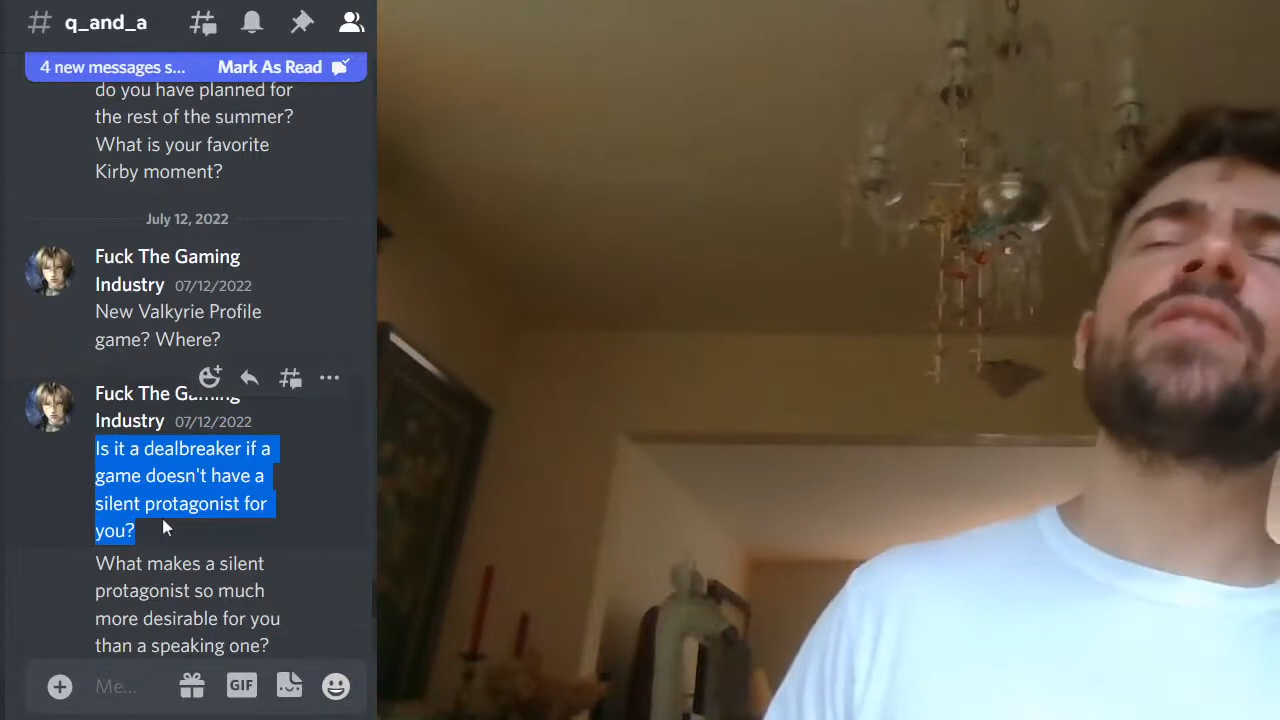 q_and_a
4 new messages s... Mark As Read
do you have planned for
the rest of the summer?
What is your favorite
Kirby moment?
July 12, 2022
Fuck The Gaming
Industry 07/12/2022
New Valkyrie Profile
game? Where?
Fuck The Gaming
Industry 07/12/2022
Is it a dealbreaker if a
game doesn't have a
silent protagonist for
you?
What makes a silent
protagonist so much
more desirable for you
than a speaking one?
Me... GIF